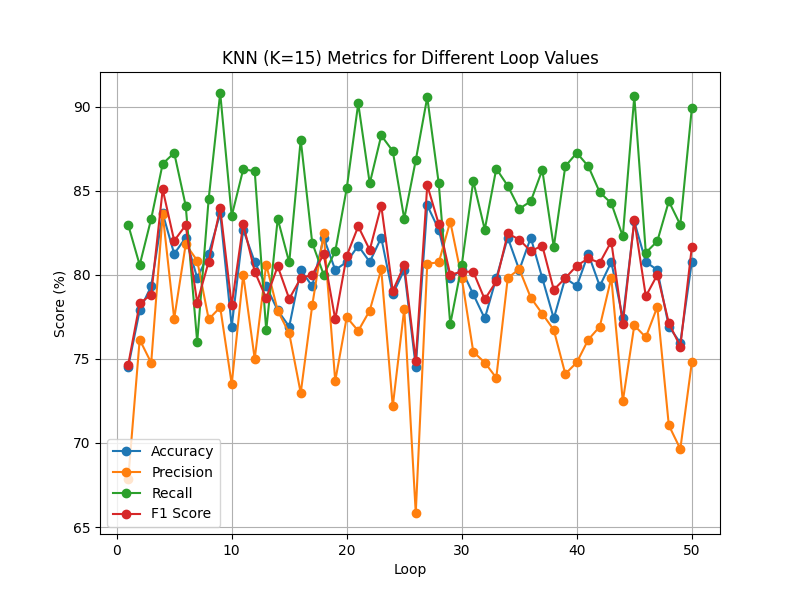 KNN (K=15) Metrics for Different Loop Values
Score (%)
90
85
80
75
70
65
Accuracy
Precision
Recall
F1 Score
0
10
20
30
40
50
Loop